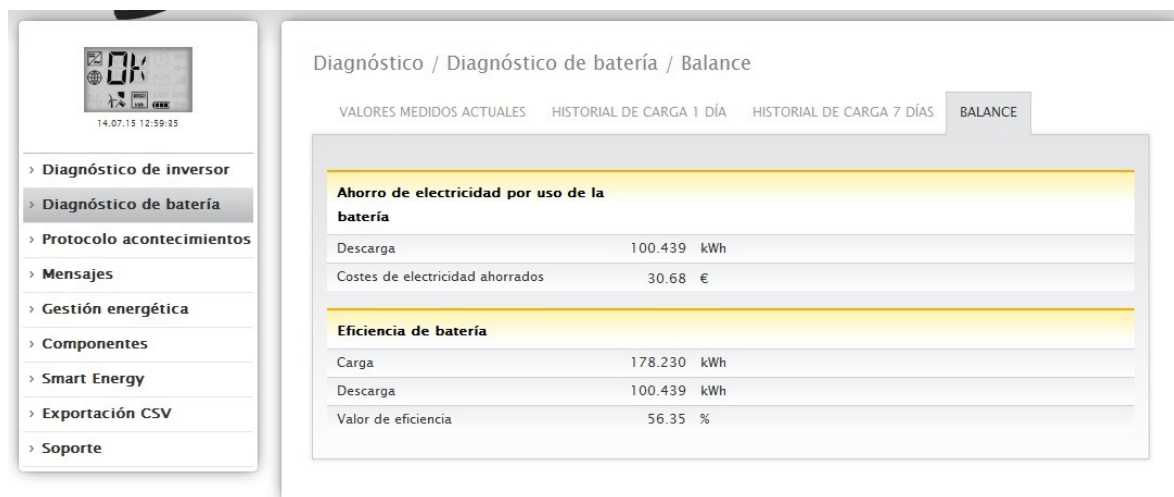 OK
14.07.15 12:59:35
› Diagnóstico de inversor
› Diagnóstico de batería
› Protocolo acontecimientos
› Mensajes
› Gestión energética
› Componentes
› Smart Energy
› Exportación CSV
› Soporte
Diagnóstico / Diagnóstico de batería / Balance
VALORES MEDIDOS ACTUALES HISTORIAL DE CARGA 1 DÍA HISTORIAL DE CARGA 7 DÍAS BALANCE
Ahorro de electricidad por uso de la
batería
Descarga 100.439 kWh
Costes de electricidad ahorrados 30.68 €
Eficiencia de batería
Carga 178.230 kWh
Descarga 100.439 kWh
Valor de eficiencia 56.35 %